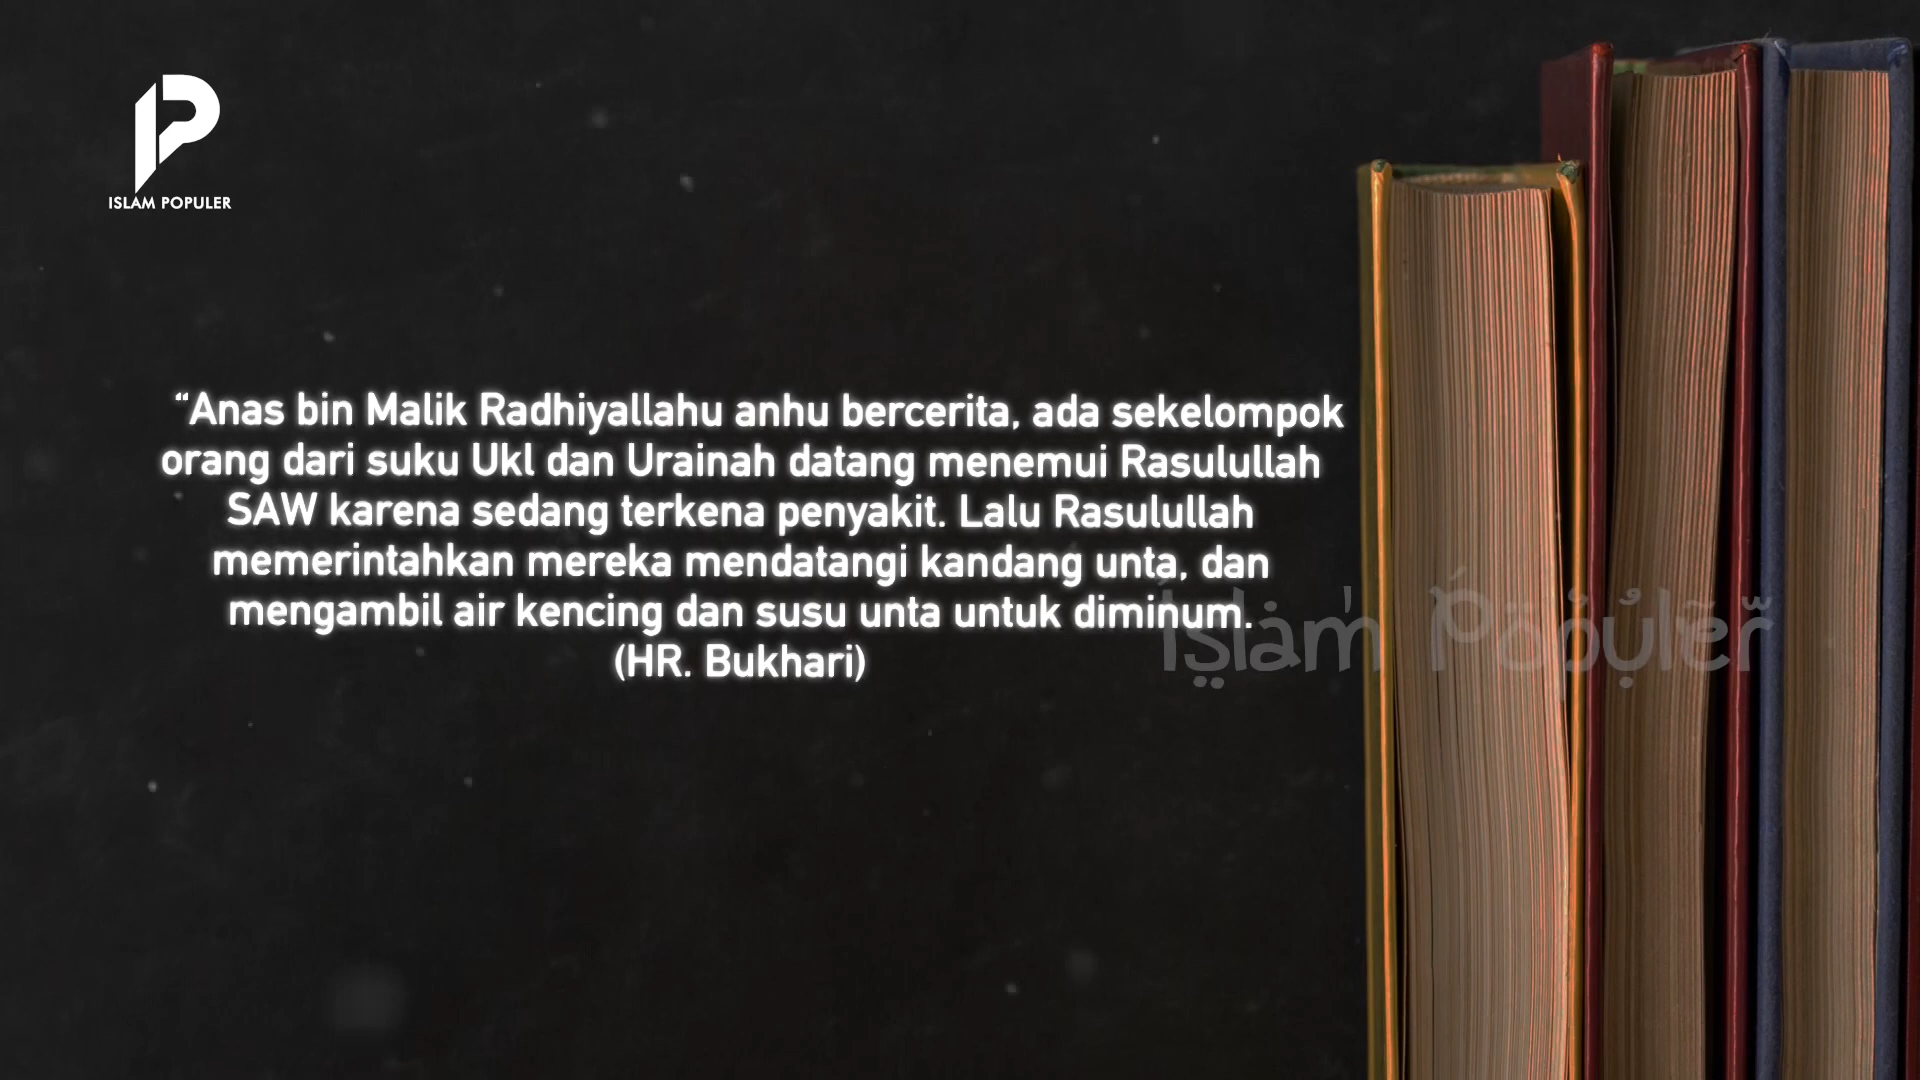 ISLAM POPULER
“Anas bin Malik Radhiyallahu anhu bercerita, ada sekelompok
orang dari suku Ukl dan Urainah datang menemui Rasulullah
SAW karena sedang terkena penyakit. Lalu Rasulullah
memerintahkan mereka mendatangi kandang unta, dan
mengambil air kencing dan susu unta untuk diminum.
(HR. Bukhari)
Islam Populer